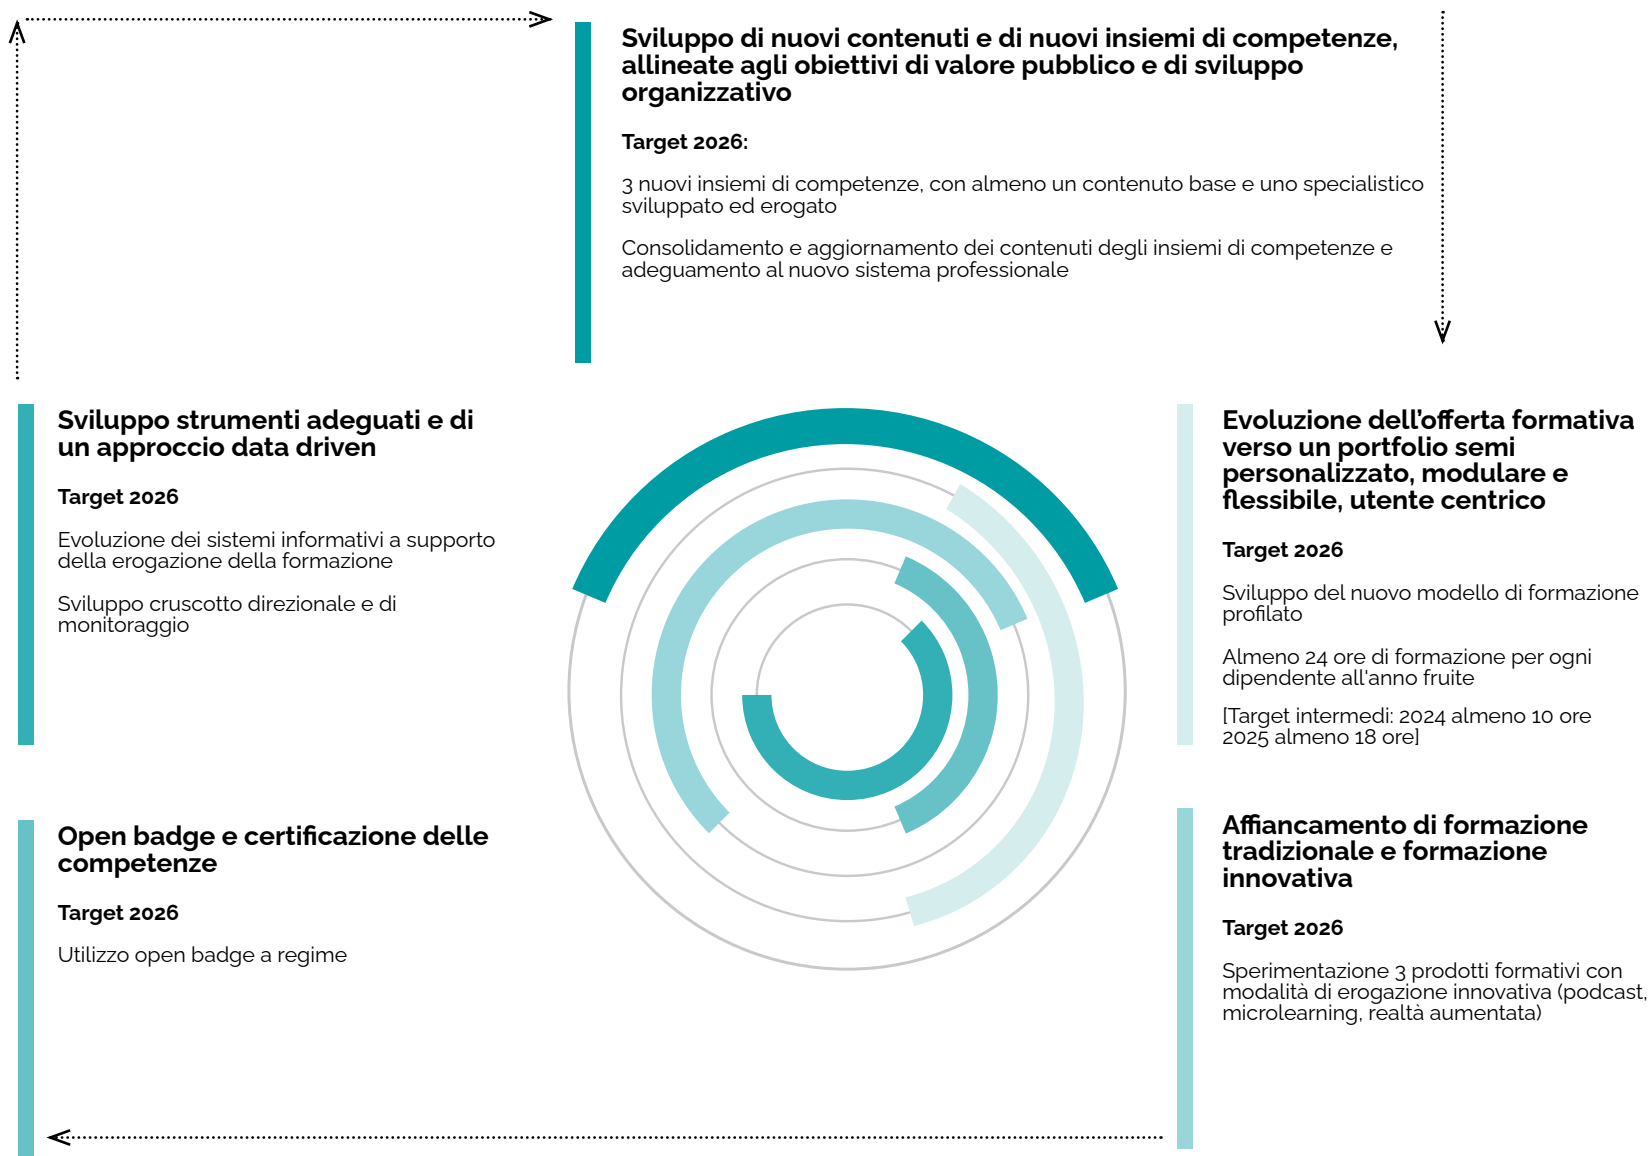 Sviluppo di nuovi contenuti e di nuovi insiemi di competenze,
allineate agli obiettivi di valore pubblico e di sviluppo
organizzativo
Target 2026:
3 nuovi insiemi di competenze, con almeno un contenuto base e uno specialistico
sviluppato ed erogato
Consolidamento e aggiornamento dei contenuti degli insiemi di competenze e
adeguamento al nuovo sistema professionale
Evoluzione dell’offerta formativa
verso un portfolio semi
personalizzato, modulare e
flessibile, utente centrico
Target 2026
Sviluppo del nuovo modello di formazione
profilato
Almeno 24 ore di formazione per ogni
dipendente all'anno fruite
[Target intermedi: 2024 almeno 10 ore
2025 almeno 18 ore]
Affiancamento di formazione
tradizionale e formazione
innovativa
Target 2026
Sperimentazione 3 prodotti formativi con
modalità di erogazione innovativa (podcast,
microlearning, realtà aumentata)
Open badge e certificazione delle
competenze
Target 2026
Utilizzo open badge a regime
Sviluppo strumenti adeguati e di
un approccio data driven
Target 2026
Evoluzione dei sistemi informativi a supporto
della erogazione della formazione
Sviluppo cruscotto direzionale e di
monitoraggio